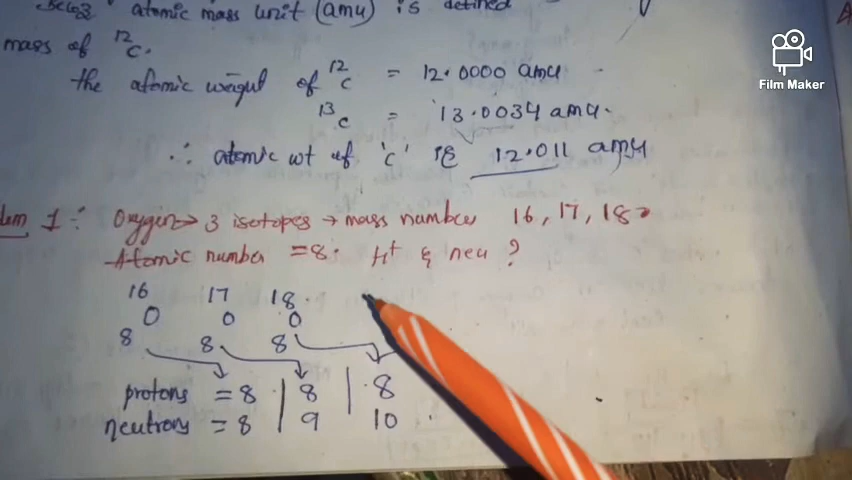 atomic mass unit (amu) is defined
mass of ¹²C.
the atomic weight of ¹²C = 12.0000 amu
¹³C = 13.0034 amu.
∴ atomic wt of 'C' is 12.011 amu
lem 1 :- Oxygen → 3 isotopes → mass number 16, 17, 18
Atomic number = 8. & neu ?
16 17 18
O O O
8 8 8
protons = 8 | 8 | 8
neutrons = 8 | 9 | 10
Film Maker